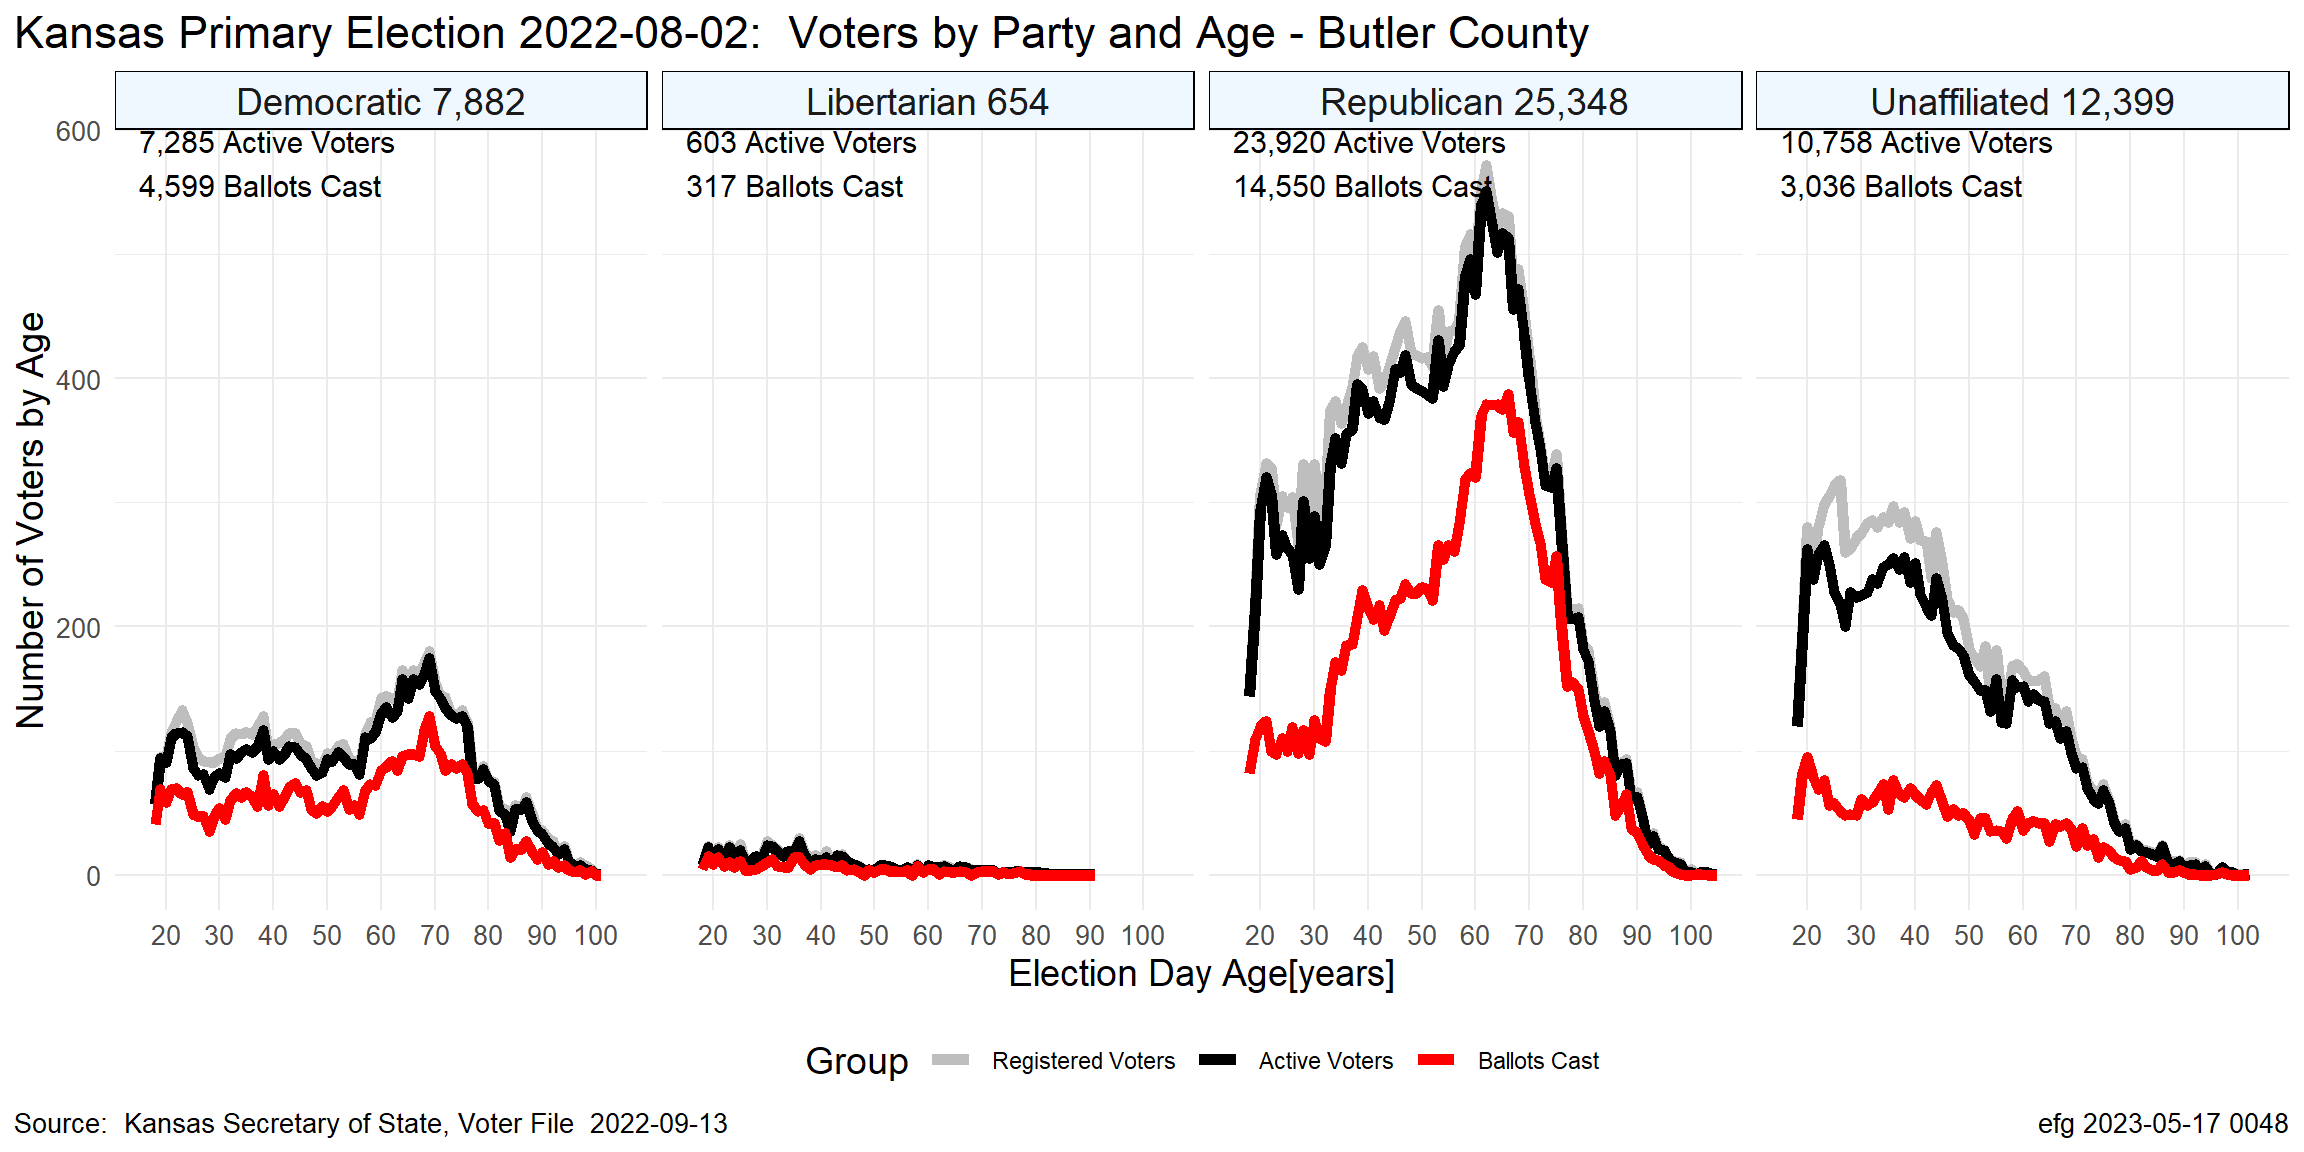 Kansas Primary Election 2022-08-02:  Voters by Party and Age - Butler County
Democratic 7,882
Libertarian 654
Republican 25,348
Unaffiliated 12,399
7,285 Active Voters
4,599 Ballots Cast
603 Active Voters
317 Ballots Cast
23,920 Active Voters
14,550 Ballots Cast
10,758 Active Voters
3,036 Ballots Cast
Number of Voters by Age
600
400
200
0
20 30 40 50 60 70 80 90 100
20 30 40 50 60 70 80 90 100
20 30 40 50 60 70 80 90 100
20 30 40 50 60 70 80 90 100
Election Day Age[years]
Group Registered Voters Active Voters Ballots Cast
Source:  Kansas Secretary of State, Voter File  2022-09-13
efg 2023-05-17 0048